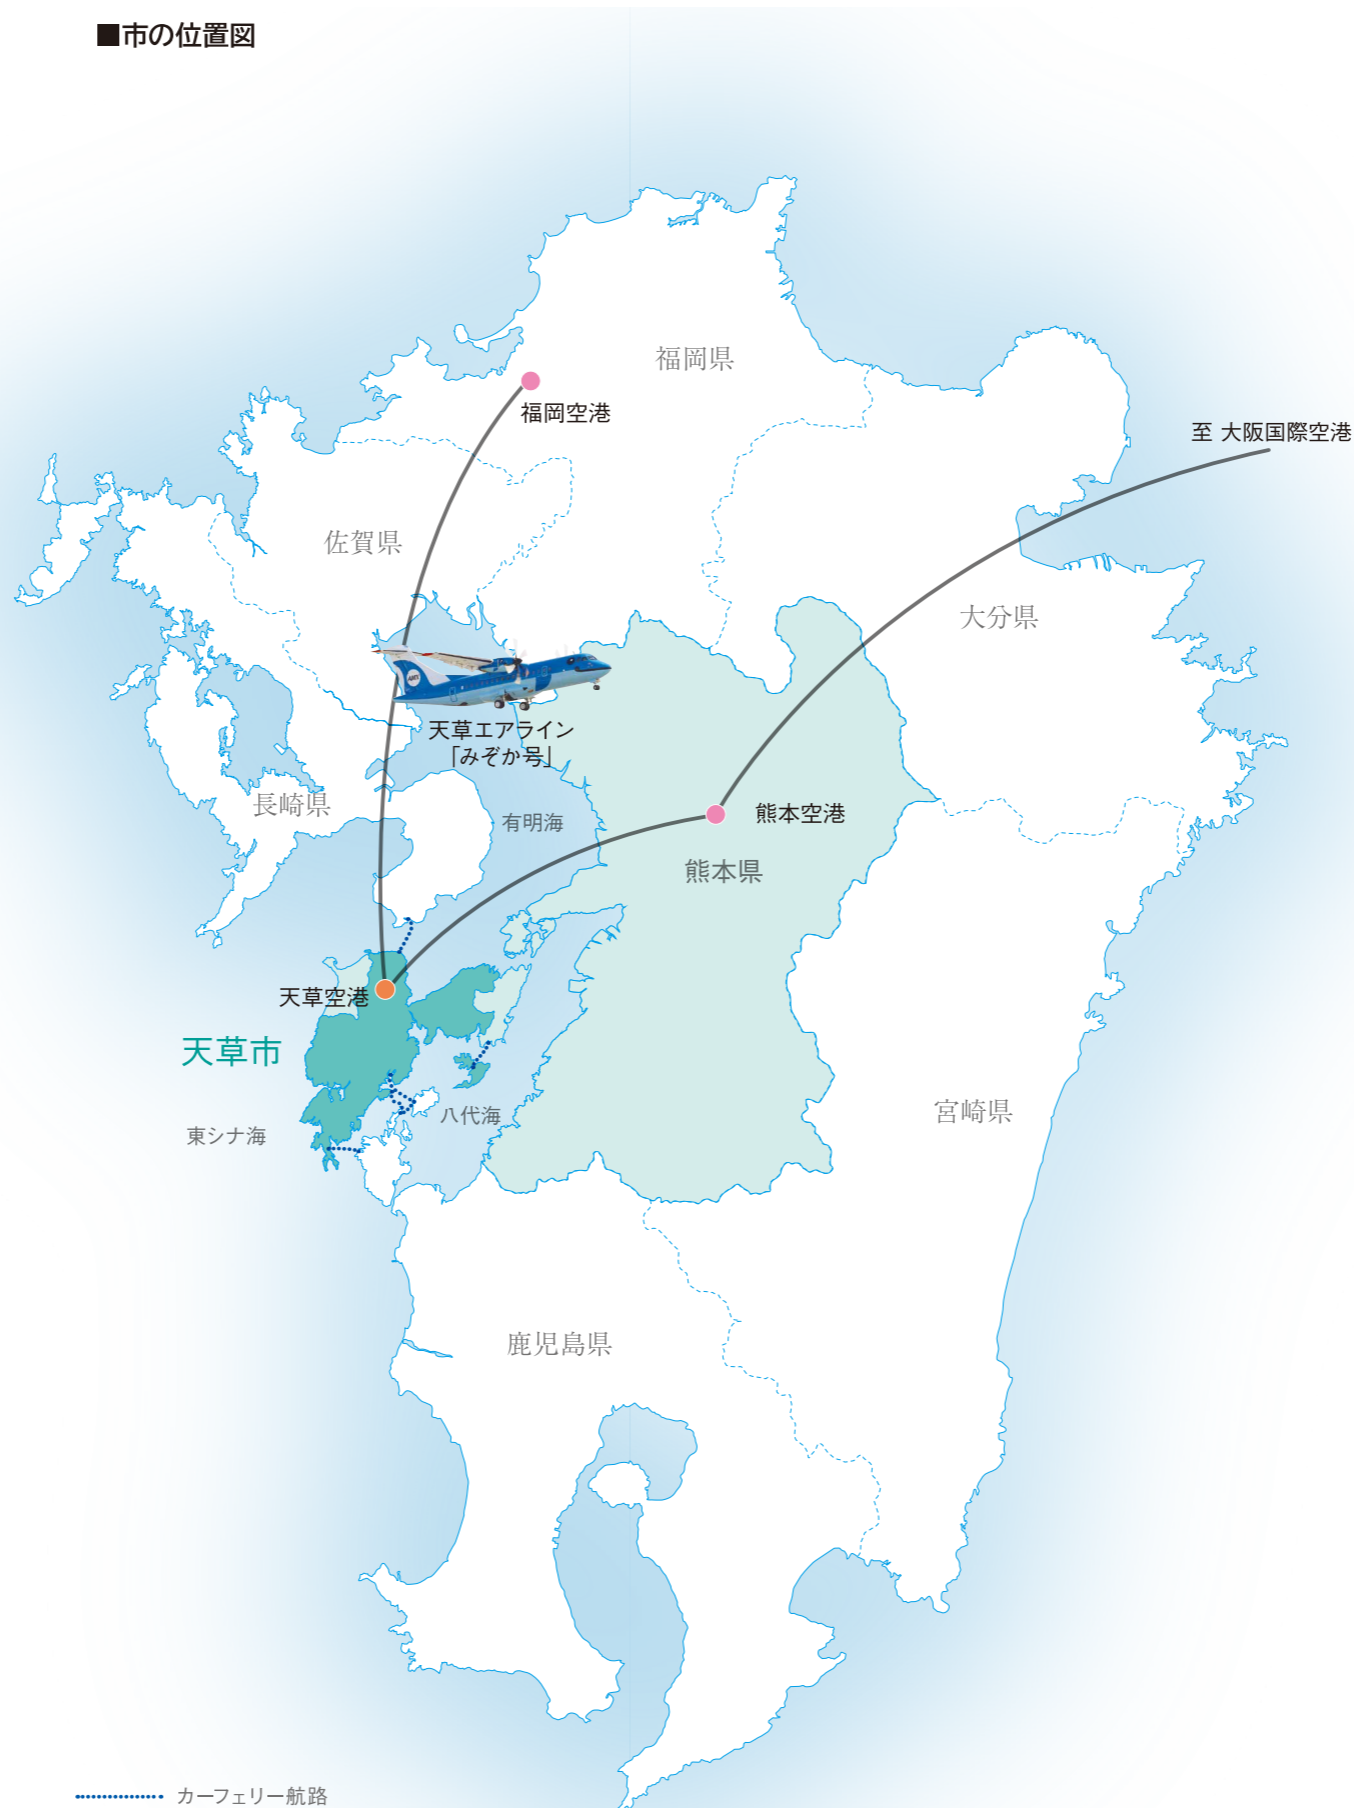 ■市の位置図
福岡県
福岡空港
至 大阪国際空港
佐賀県
大分県
天草エアライン
「みぞか号」
長崎県
有明海
熊本空港
熊本県
天草空港
天草市
八代海
東シナ海
宮崎県
鹿児島県
カーフェリー航路